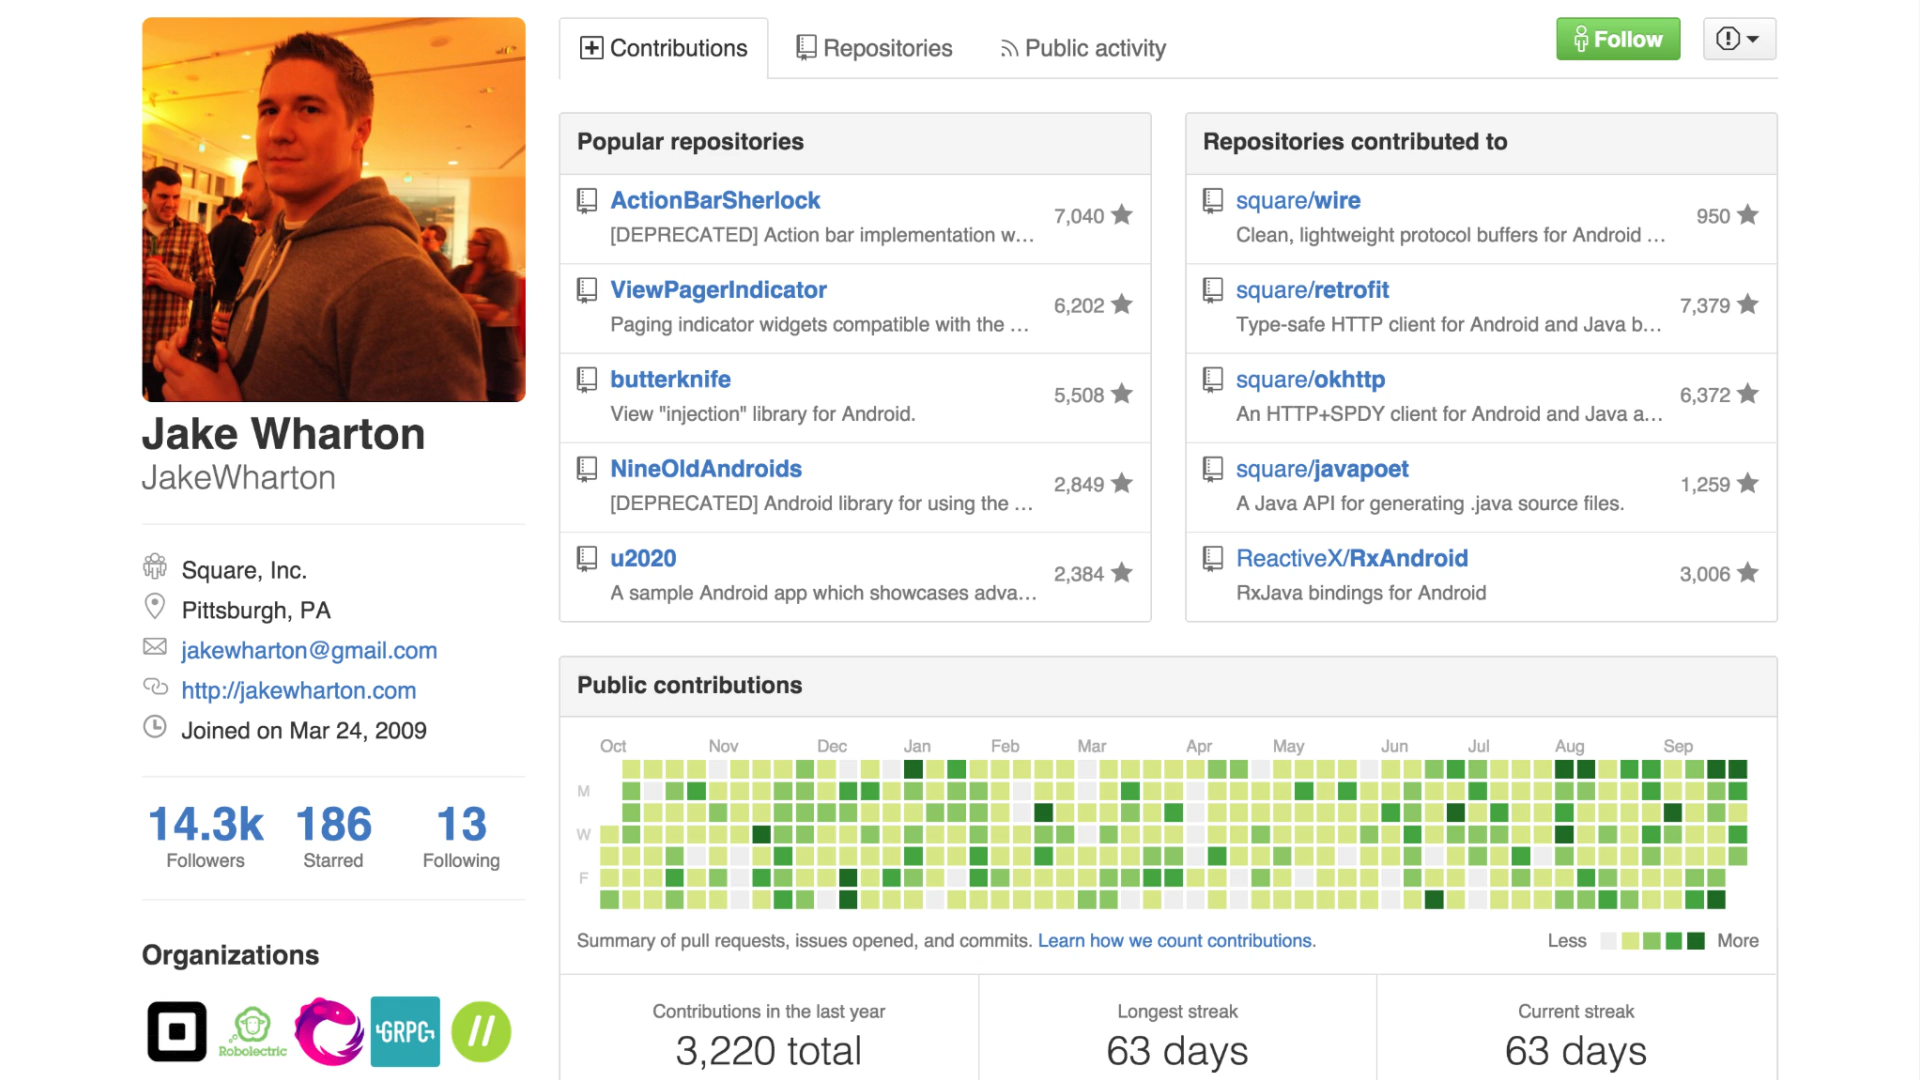 Contributions
Repositories
Public activity
Follow
Popular repositories
ActionBarSherlock
[DEPRECATED] Action bar implementation w…
7,040
ViewPagerIndicator
Paging indicator widgets compatible with the …
6,202
butterknife
View "injection" library for Android.
5,508
NineOldAndroids
[DEPRECATED] Android library for using the …
2,849
u2020
A sample Android app which showcases adva…
2,384
Repositories contributed to
square/wire
Clean, lightweight protocol buffers for Android …
950
square/retrofit
Type-safe HTTP client for Android and Java b…
7,379
square/okhttp
An HTTP+SPDY client for Android and Java a…
6,372
square/javapoet
A Java API for generating .java source files.
1,259
ReactiveX/RxAndroid
RxJava bindings for Android
3,006
Jake Wharton
JakeWharton
Square, Inc.
Pittsburgh, PA
jakewharton@gmail.com
http://jakewharton.com
Joined on Mar 24, 2009
14.3k 186 13
Followers Starred Following
Organizations
Robolectric
GRPC
Public contributions
Oct Nov Dec Jan Feb Mar Apr May Jun Jul Aug Sep
M
W
F
Summary of pull requests, issues opened, and commits. Learn how we count contributions.
Less More
Contributions in the last year
3,220 total
Longest streak
63 days
Current streak
63 days